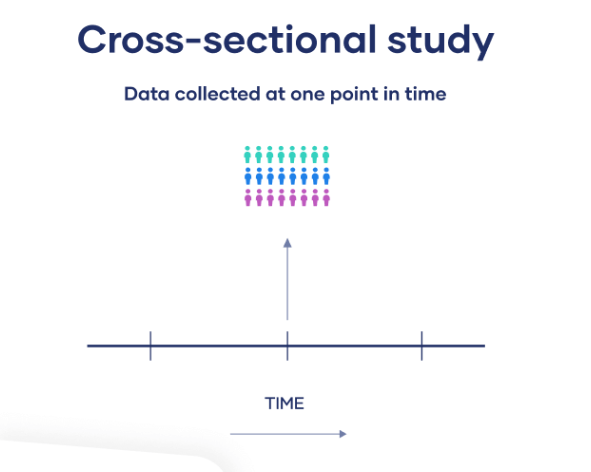 Cross-sectional study
Data collected at one point in time
TIME